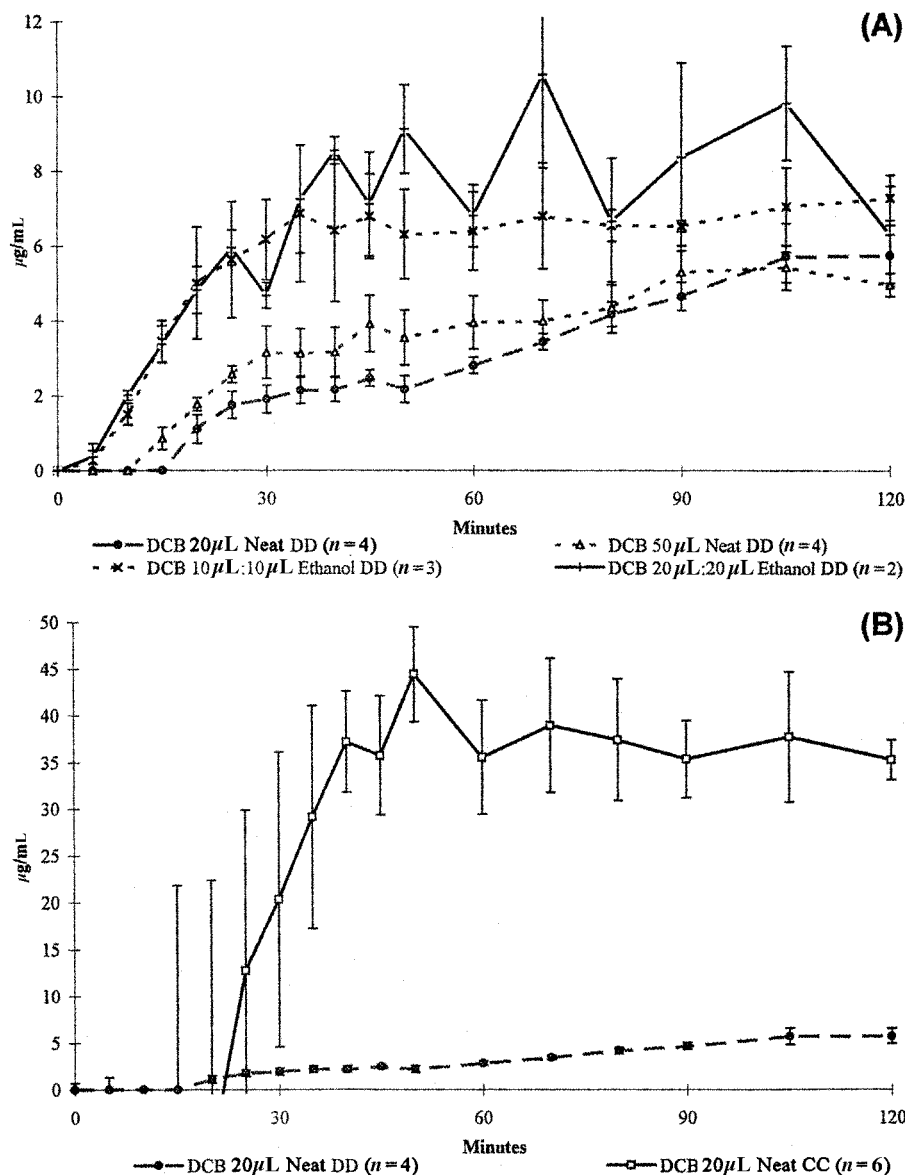 (A)
12
10
8
6
4
2
0
µg/mL
0 30 60 90 120
Minutes
DCB 20µL Neat DD (n=4) DCB 50µL Neat DD (n=4)
DCB 10µL:10µL Ethanol DD (n=3) DCB 20µL:20µL Ethanol DD (n=2)
(B)
50
45
40
35
30
25
20
15
10
5
0
µg/mL
0 30 60 90 120
Minutes
DCB 20µL Neat DD (n=4) DCB 20µL Neat CC (n=6)